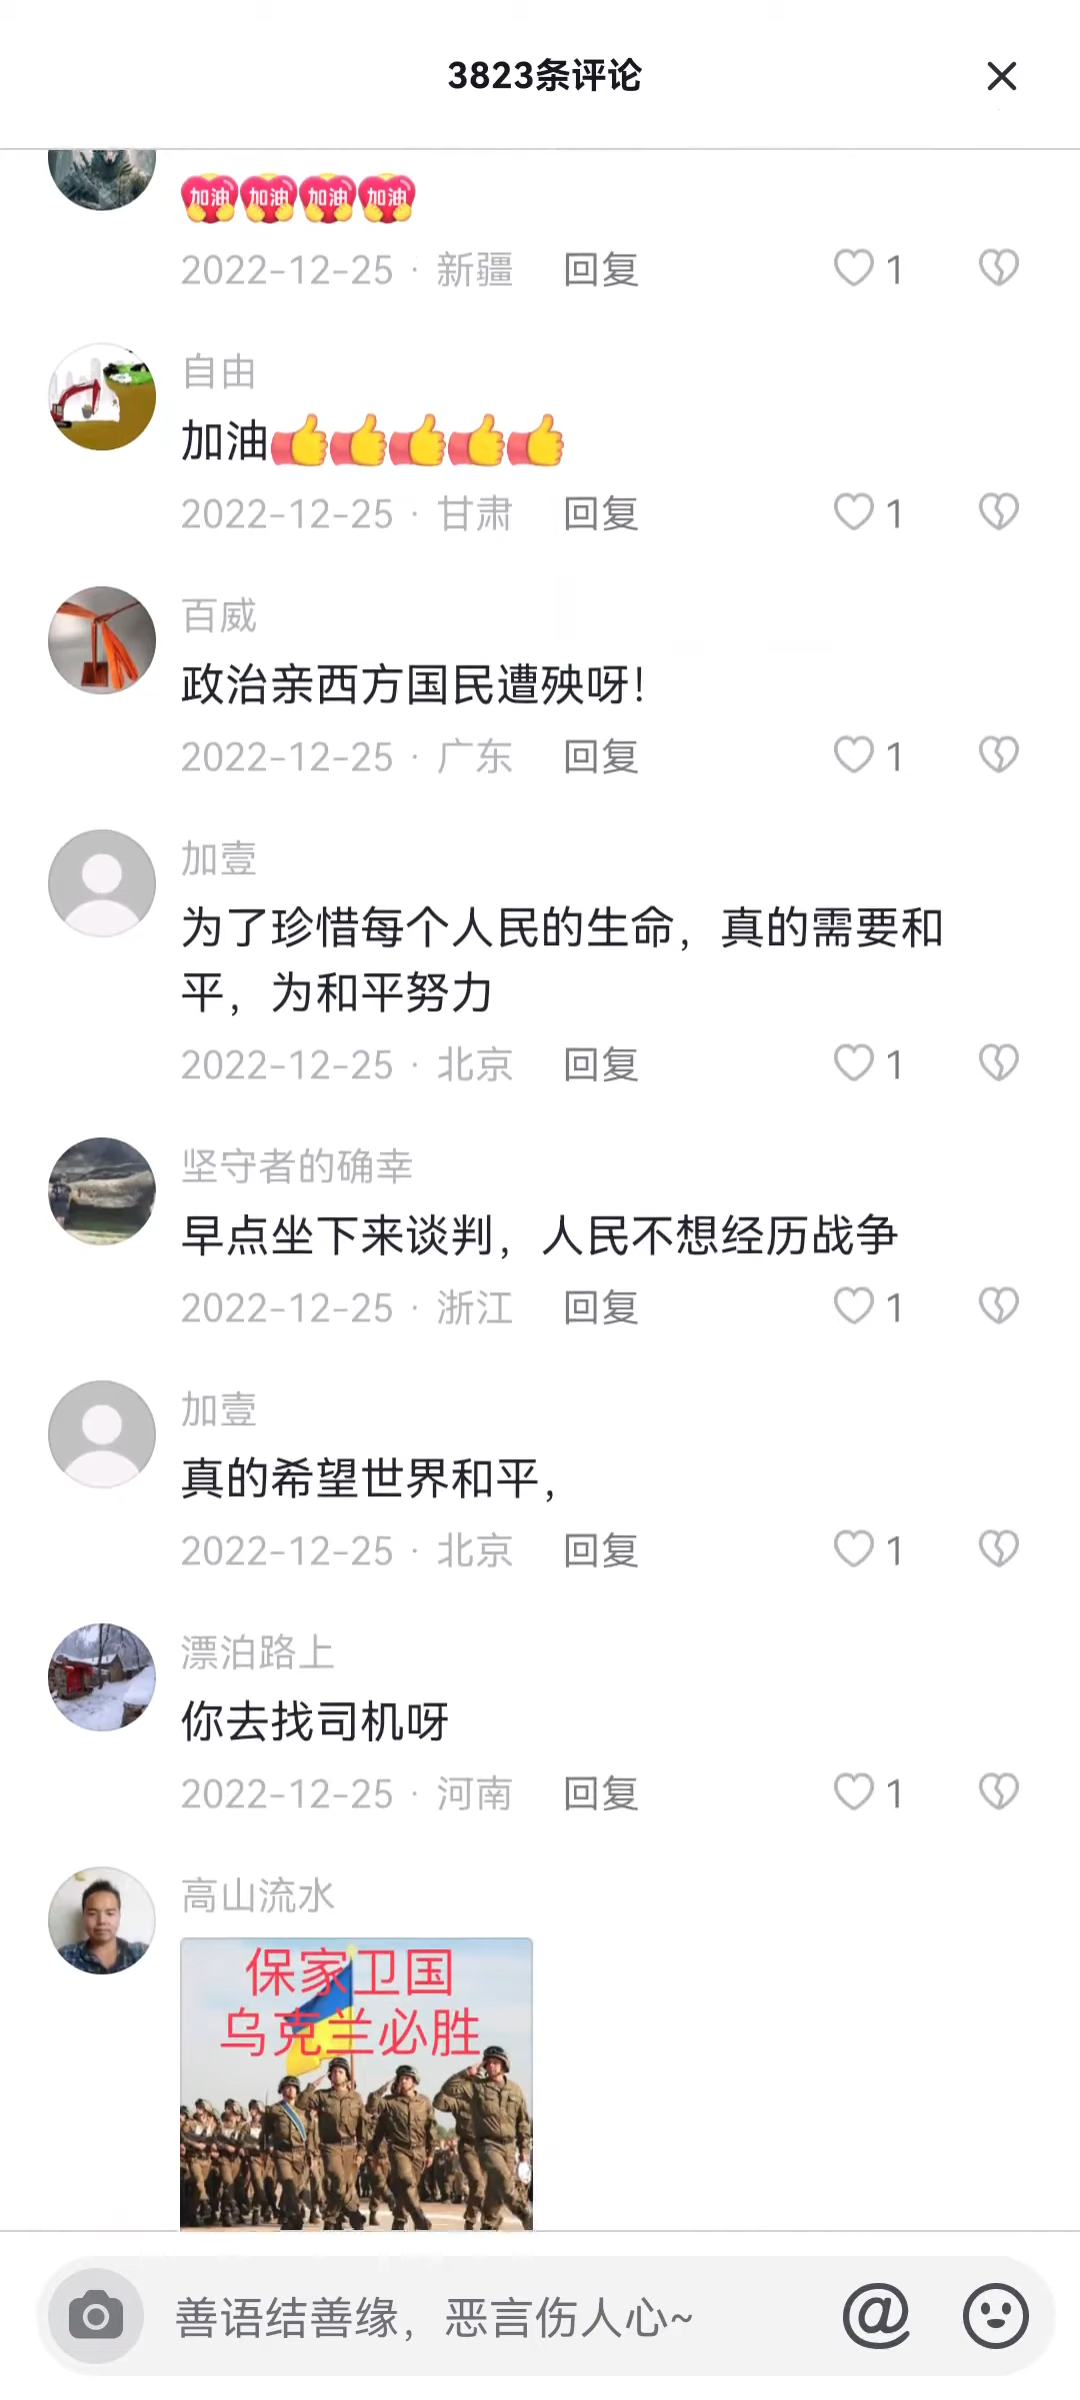 3823条评论
加油 加油 加油 加油
2022-12-25 · 新疆 回复 1
自由
加油
2022-12-25 · 甘肃 回复 1
百威
政治亲西方国民遭殃呀!
2022-12-25 · 广东 回复 1
加壹
为了珍惜每个人民的生命，真的需要和
平，为和平努力
2022-12-25 · 北京 回复 1
坚守者的确幸
早点坐下来谈判，人民不想经历战争
2022-12-25 · 浙江 回复 1
加壹
真的希望世界和平，
2022-12-25 · 北京 回复 1
漂泊路上
你去找司机呀
2022-12-25 · 河南 回复 1
高山流水
保家卫国
乌克兰必胜
善语结善缘，恶言伤人心~ @